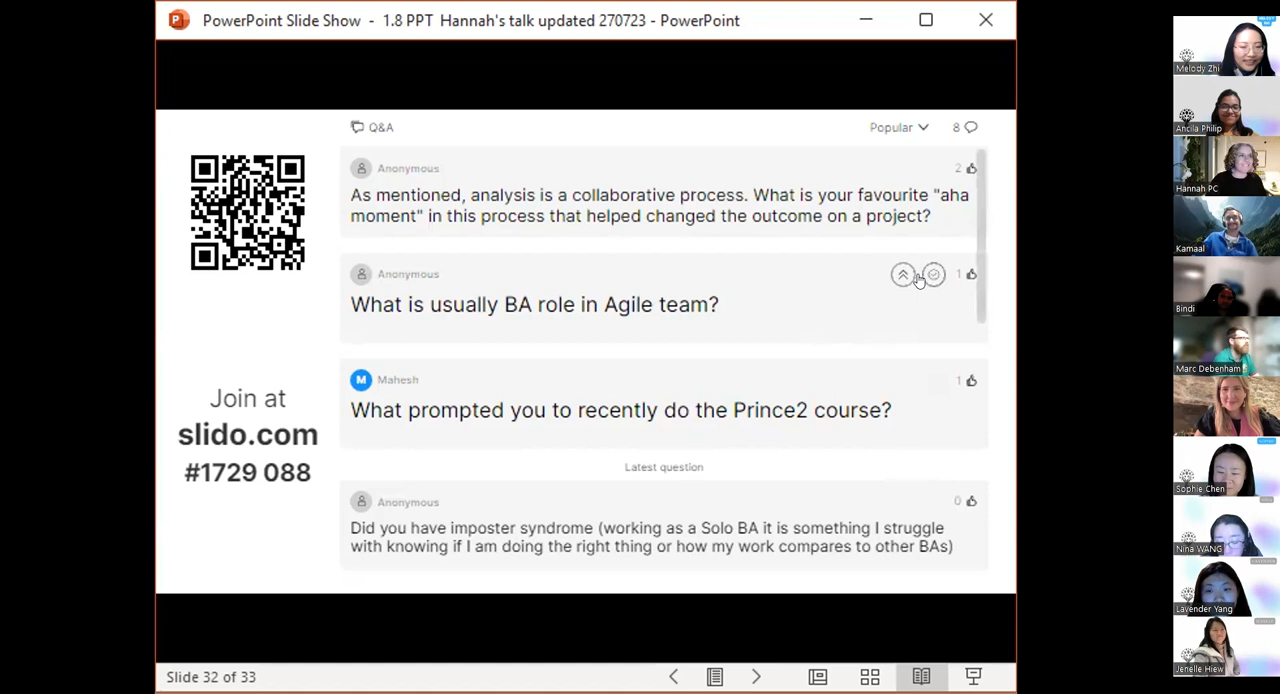 PowerPoint Slide Show - 1.8 PPT Hannah's talk updated 270723 - PowerPoint
Q&A
Popular
8
Anonymous
2
As mentioned, analysis is a collaborative process. What is your favourite "aha
moment" in this process that helped changed the outcome on a project?
Anonymous
1
What is usually BA role in Agile team?
M Mahesh
1
What prompted you to recently do the Prince2 course?
Latest question
Anonymous
0
Did you have imposter syndrome (working as a Solo BA it is something I struggle
with knowing if I am doing the right thing or how my work compares to other BAs)
Join at
slido.com
#1729 088
Slide 32 of 33
Melody Zhi
Ancila Philip
Hannah PC
Kamaal
Bindi
Marc Debenham
Sophie Chen
Nina WANG
Lavender Yang
Jenelle Hiew